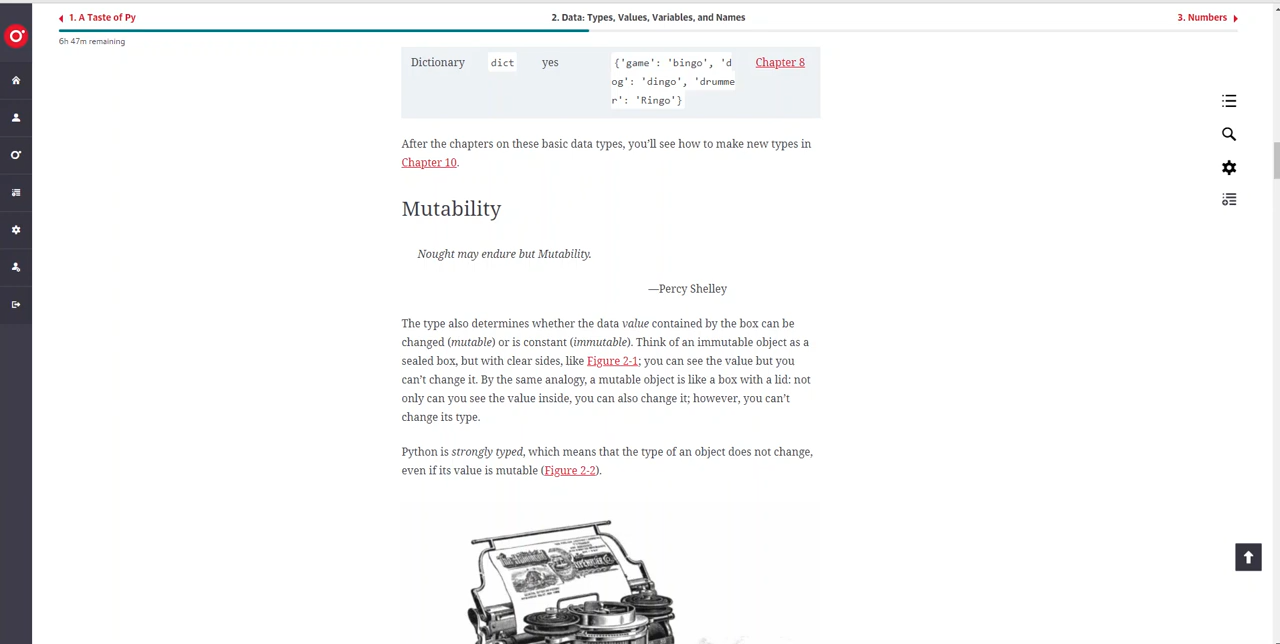 1. A Taste of Py
2. Data: Types, Values, Variables, and Names
3. Numbers
6h 47m remaining
Dictionary dict yes {'game': 'bingo', 'd
og': 'dingo', 'drumme
r': 'Ringo'} Chapter 8
After the chapters on these basic data types, you’ll see how to make new types in
Chapter 10.
Mutability
Nought may endure but Mutability.
—Percy Shelley
The type also determines whether the data value contained by the box can be
changed (mutable) or is constant (immutable). Think of an immutable object as a
sealed box, but with clear sides, like Figure 2-1; you can see the value but you
can’t change it. By the same analogy, a mutable object is like a box with a lid: not
only can you see the value inside, you can also change it; however, you can’t
change its type.
Python is strongly typed, which means that the type of an object does not change,
even if its value is mutable (Figure 2-2).